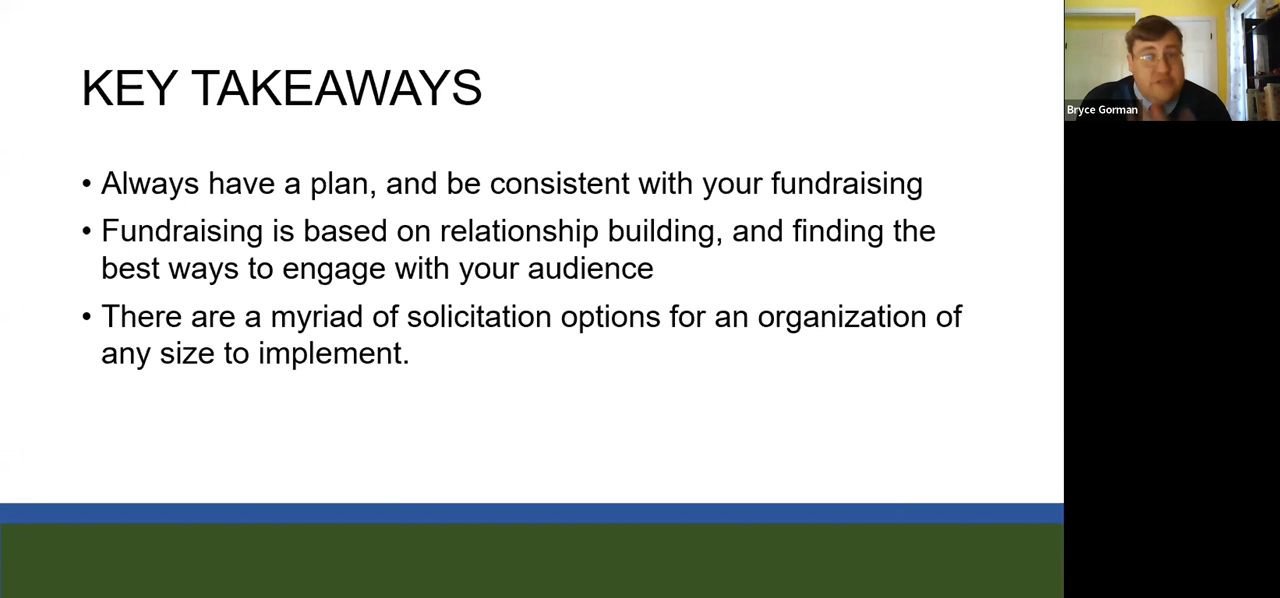 KEY TAKEAWAYS
• Always have a plan, and be consistent with your fundraising
• Fundraising is based on relationship building, and finding the
best ways to engage with your audience
• There are a myriad of solicitation options for an organization of
any size to implement.
Bryce Gorman